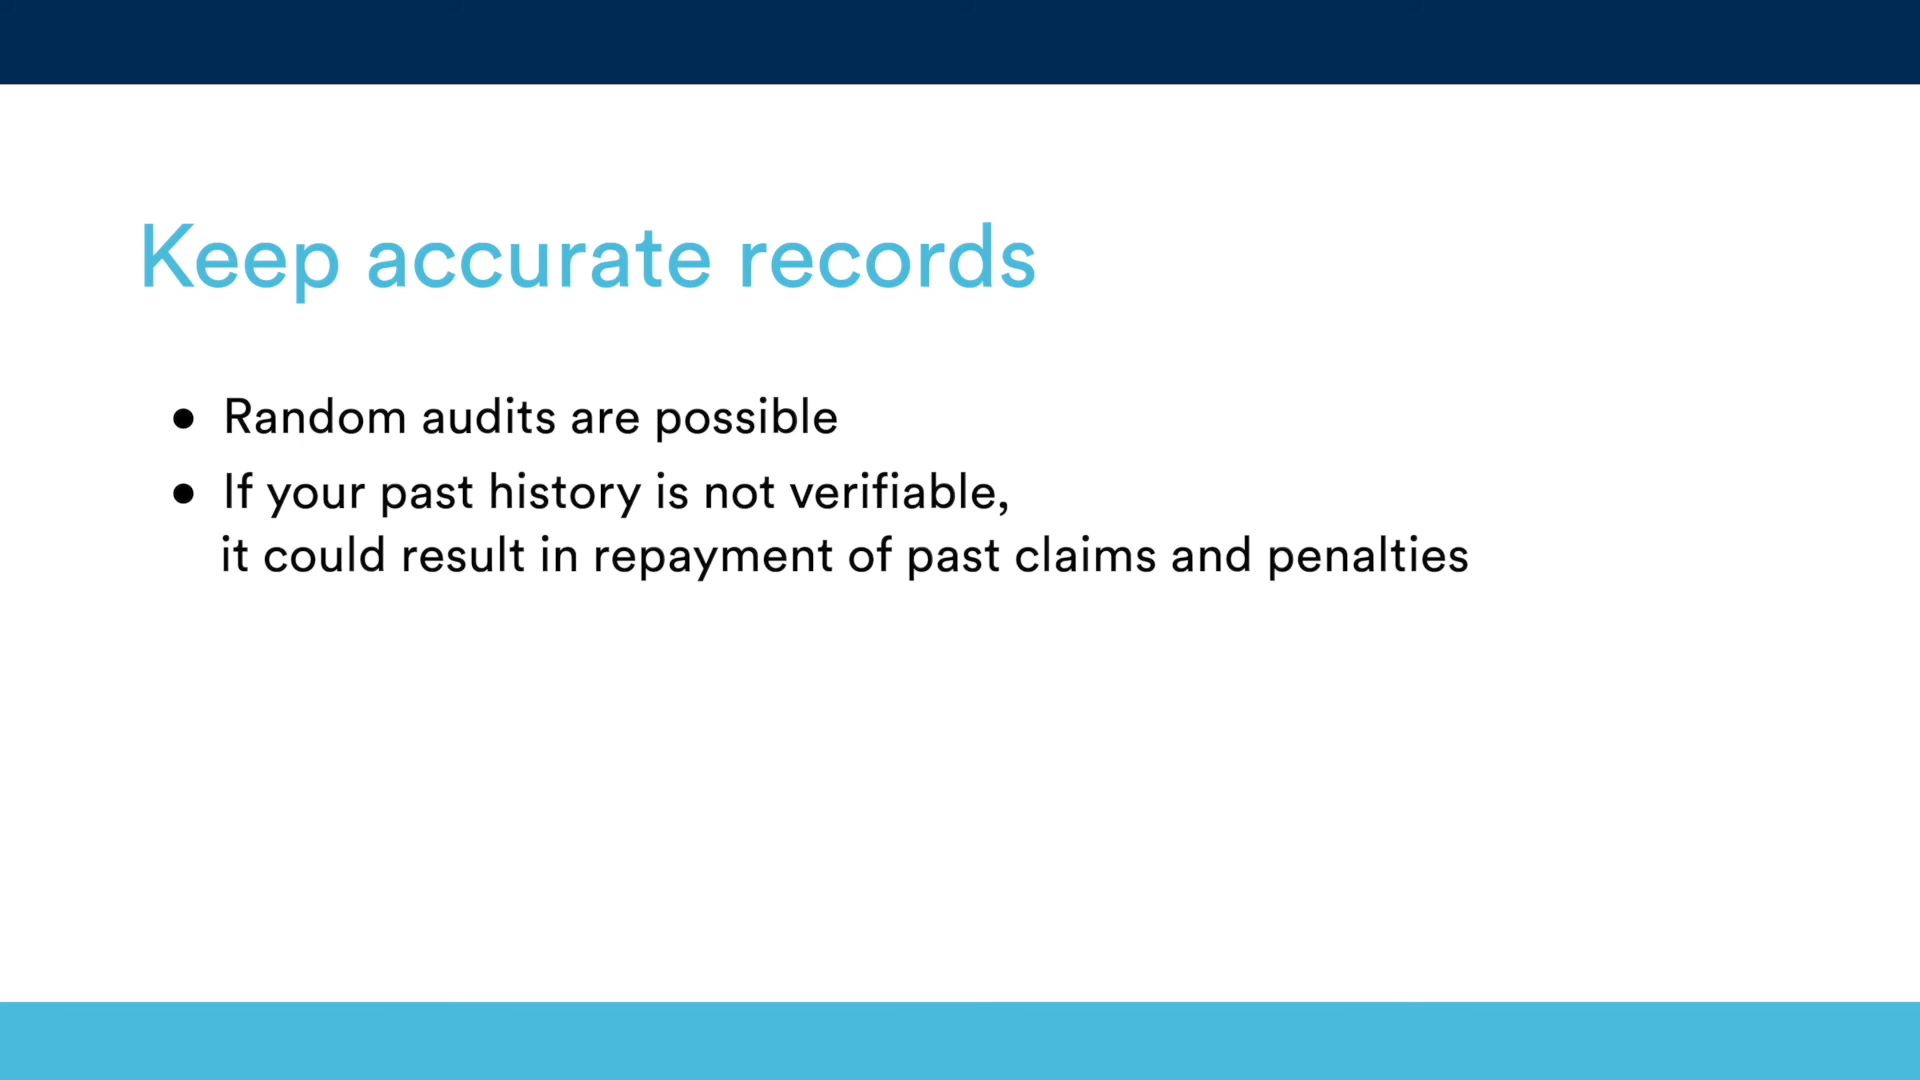 Keep accurate records
● Random audits are possible
● If your past history is not verifiable,
it could result in repayment of past claims and penalties